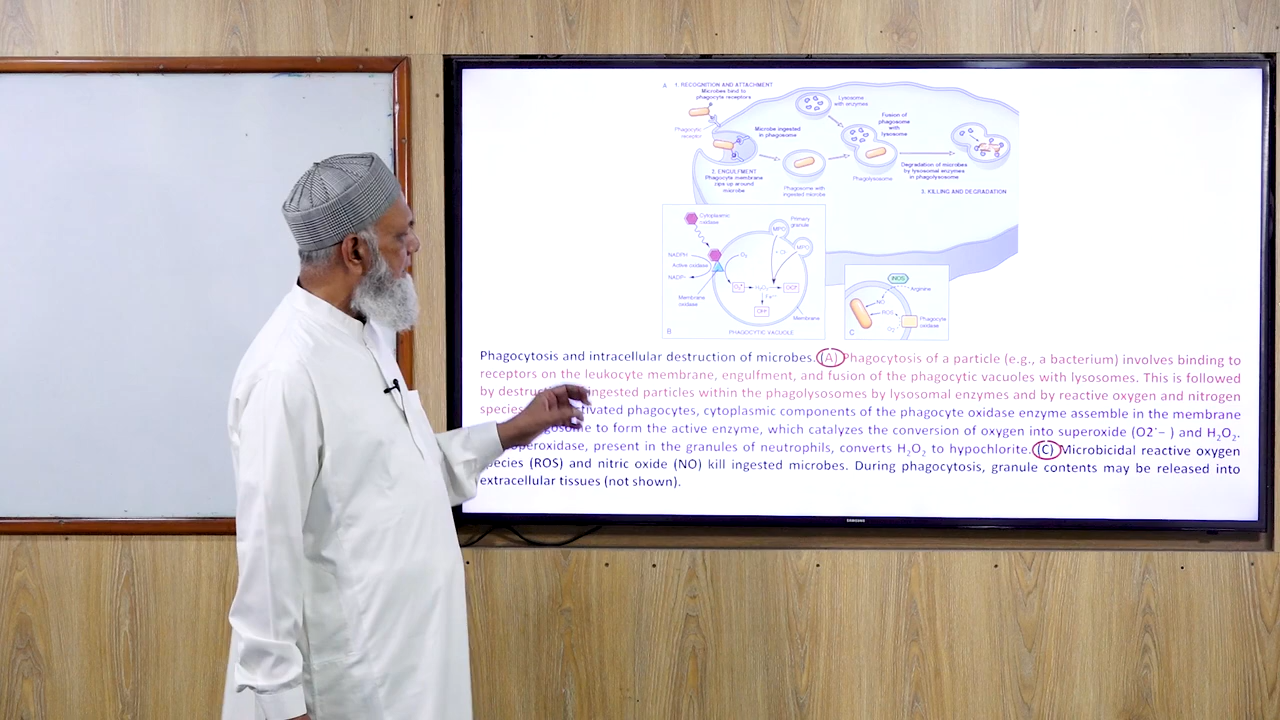 A 1. RECOGNITION AND ATTACHMENT
Microbes bind to
phagocyte receptors
Lysosome
with enzymes
Phagocytic
receptor
Microbe ingested
in phagosome
Fusion of
phagosome
with
lysosome
2. ENGULFMENT
Phagocyte membrane
zips up around
microbe
Phagosome with
ingested microbe
Phagolysosome
Degradation of microbes
by lysosomal enzymes
in phagolysosome
3. KILLING AND DEGRADATION
Cytoplasmic
oxidase
Primary
granule
MPO
MPO
NADPH
O₂
Active oxidase
Membrane
oxidase
H₂O₂
Membrane
B
PHAGOCYTIC VACUOLE
iNOS
Arginine
NO
ROS
Phagocyte
oxidase
C
Phagocytosis and intracellular destruction of microbes. (A) Phagocytosis of a particle (e.g., a bacterium) involves binding to
receptors on the leukocyte membrane, engulfment, and fusion of the phagocytic vacuoles with lysosomes. This is followed
by ingested particles within the phagolysosomes by lysosomal enzymes and by reactive oxygen and nitrogen
species phagocytes, cytoplasmic components of the phagocyte oxidase enzyme assemble in the membrane
to form the active enzyme, which catalyzes the conversion of oxygen into superoxide (O2˙− ) and H₂O₂.
present in the granules of neutrophils, converts H₂O₂ to hypochlorite. (C) Microbicidal reactive oxygen
species (ROS) and nitric oxide (NO) kill ingested microbes. During phagocytosis, granule contents may be released into
extracellular tissues (not shown).
SAMSUNG